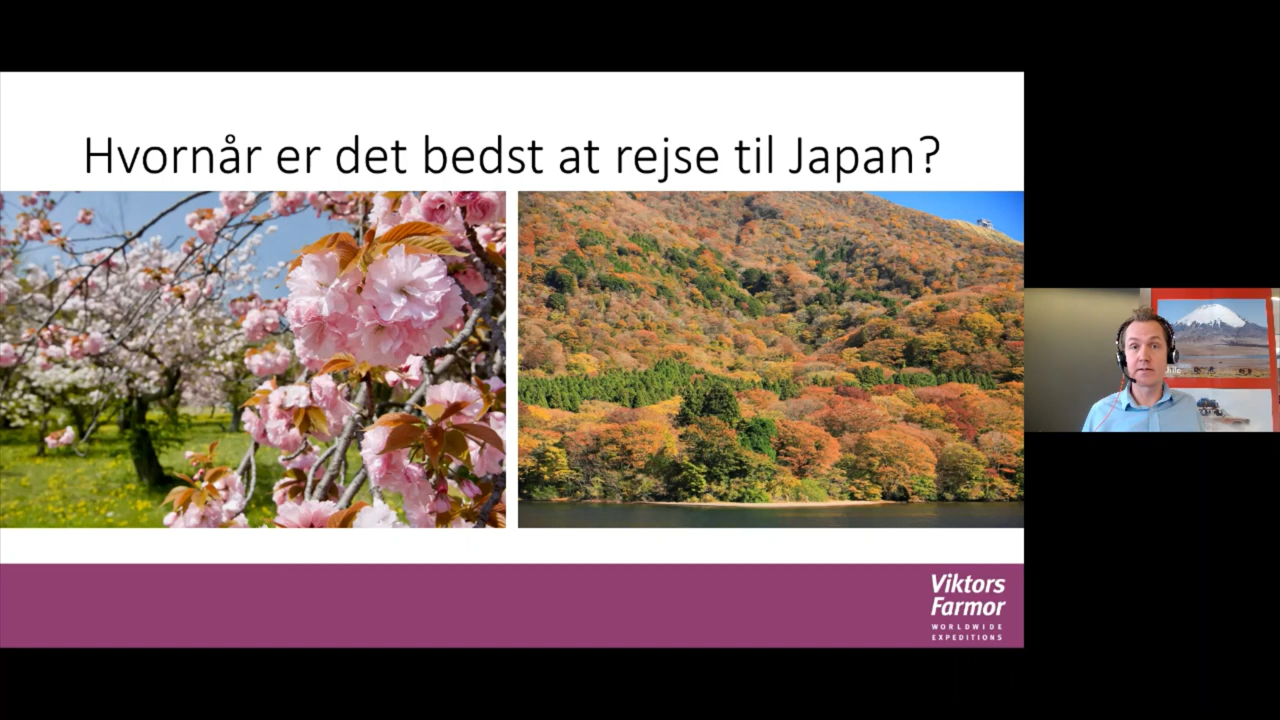 Hvornår er det bedst at rejse til Japan?
Viktors
Farmor
WORLDWIDE
EXPEDITIONS